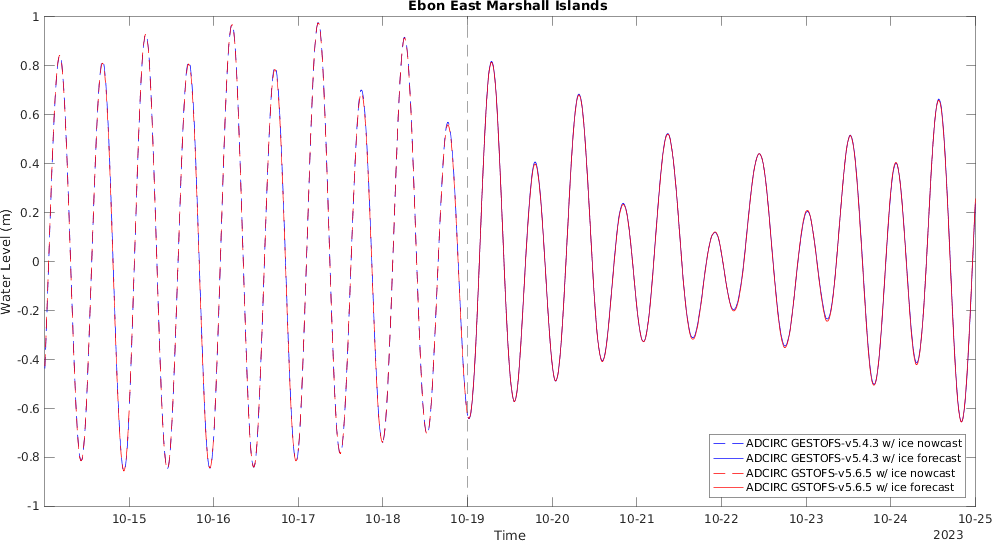 Ebon East Marshall Islands
Water Level (m)
1
0.8
0.6
0.4
0.2
0
-0.2
-0.4
-0.6
-0.8
-1
ADCIRC GESTOFS-v5.4.3 w/ ice nowcast
ADCIRC GESTOFS-v5.4.3 w/ ice forecast
ADCIRC GSTOFS-v5.6.5 w/ ice nowcast
ADCIRC GSTOFS-v5.6.5 w/ ice forecast
10-15 10-16 10-17 10-18 10-19 10-20 10-21 10-22 10-23 10-24 10-25
Time
2023